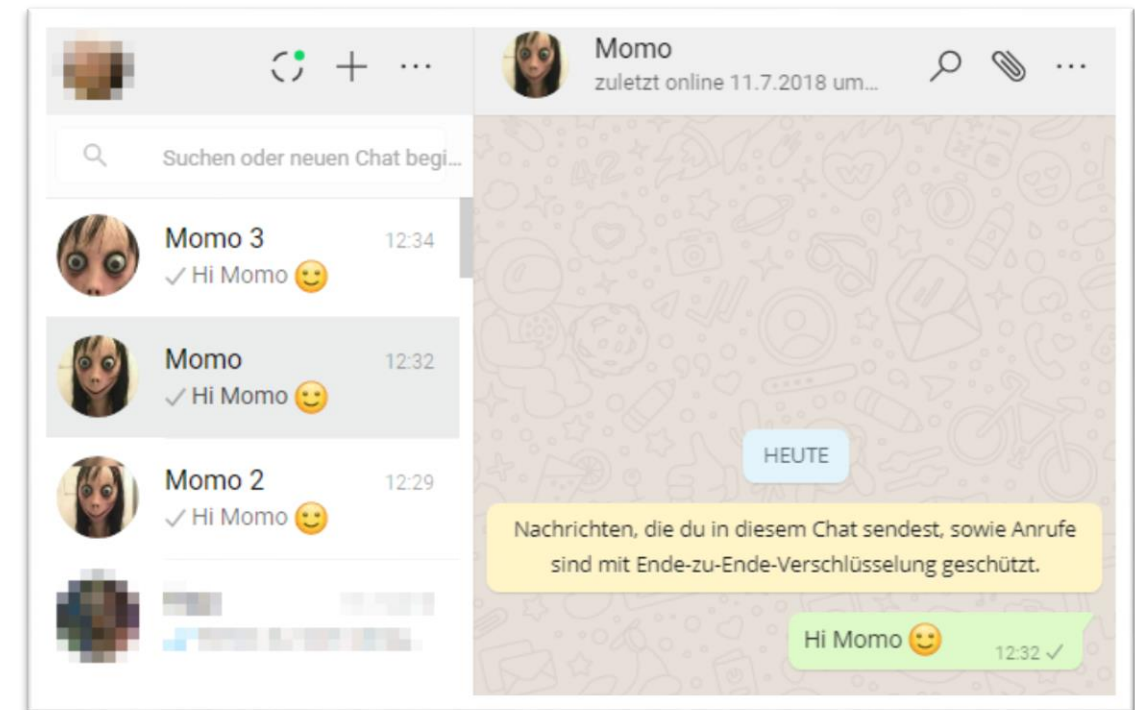 Suchen oder neuen Chat begi...
Momo 3
12:34
Hi Momo 🙂
Momo
12:32
Hi Momo 🙂
Momo 2
12:29
Hi Momo 🙂
Momo
zuletzt online 11.7.2018 um...
HEUTE
Nachrichten, die du in diesem Chat sendest, sowie Anrufe
sind mit Ende-zu-Ende-Verschlüsselung geschützt.
Hi Momo 🙂
12:32